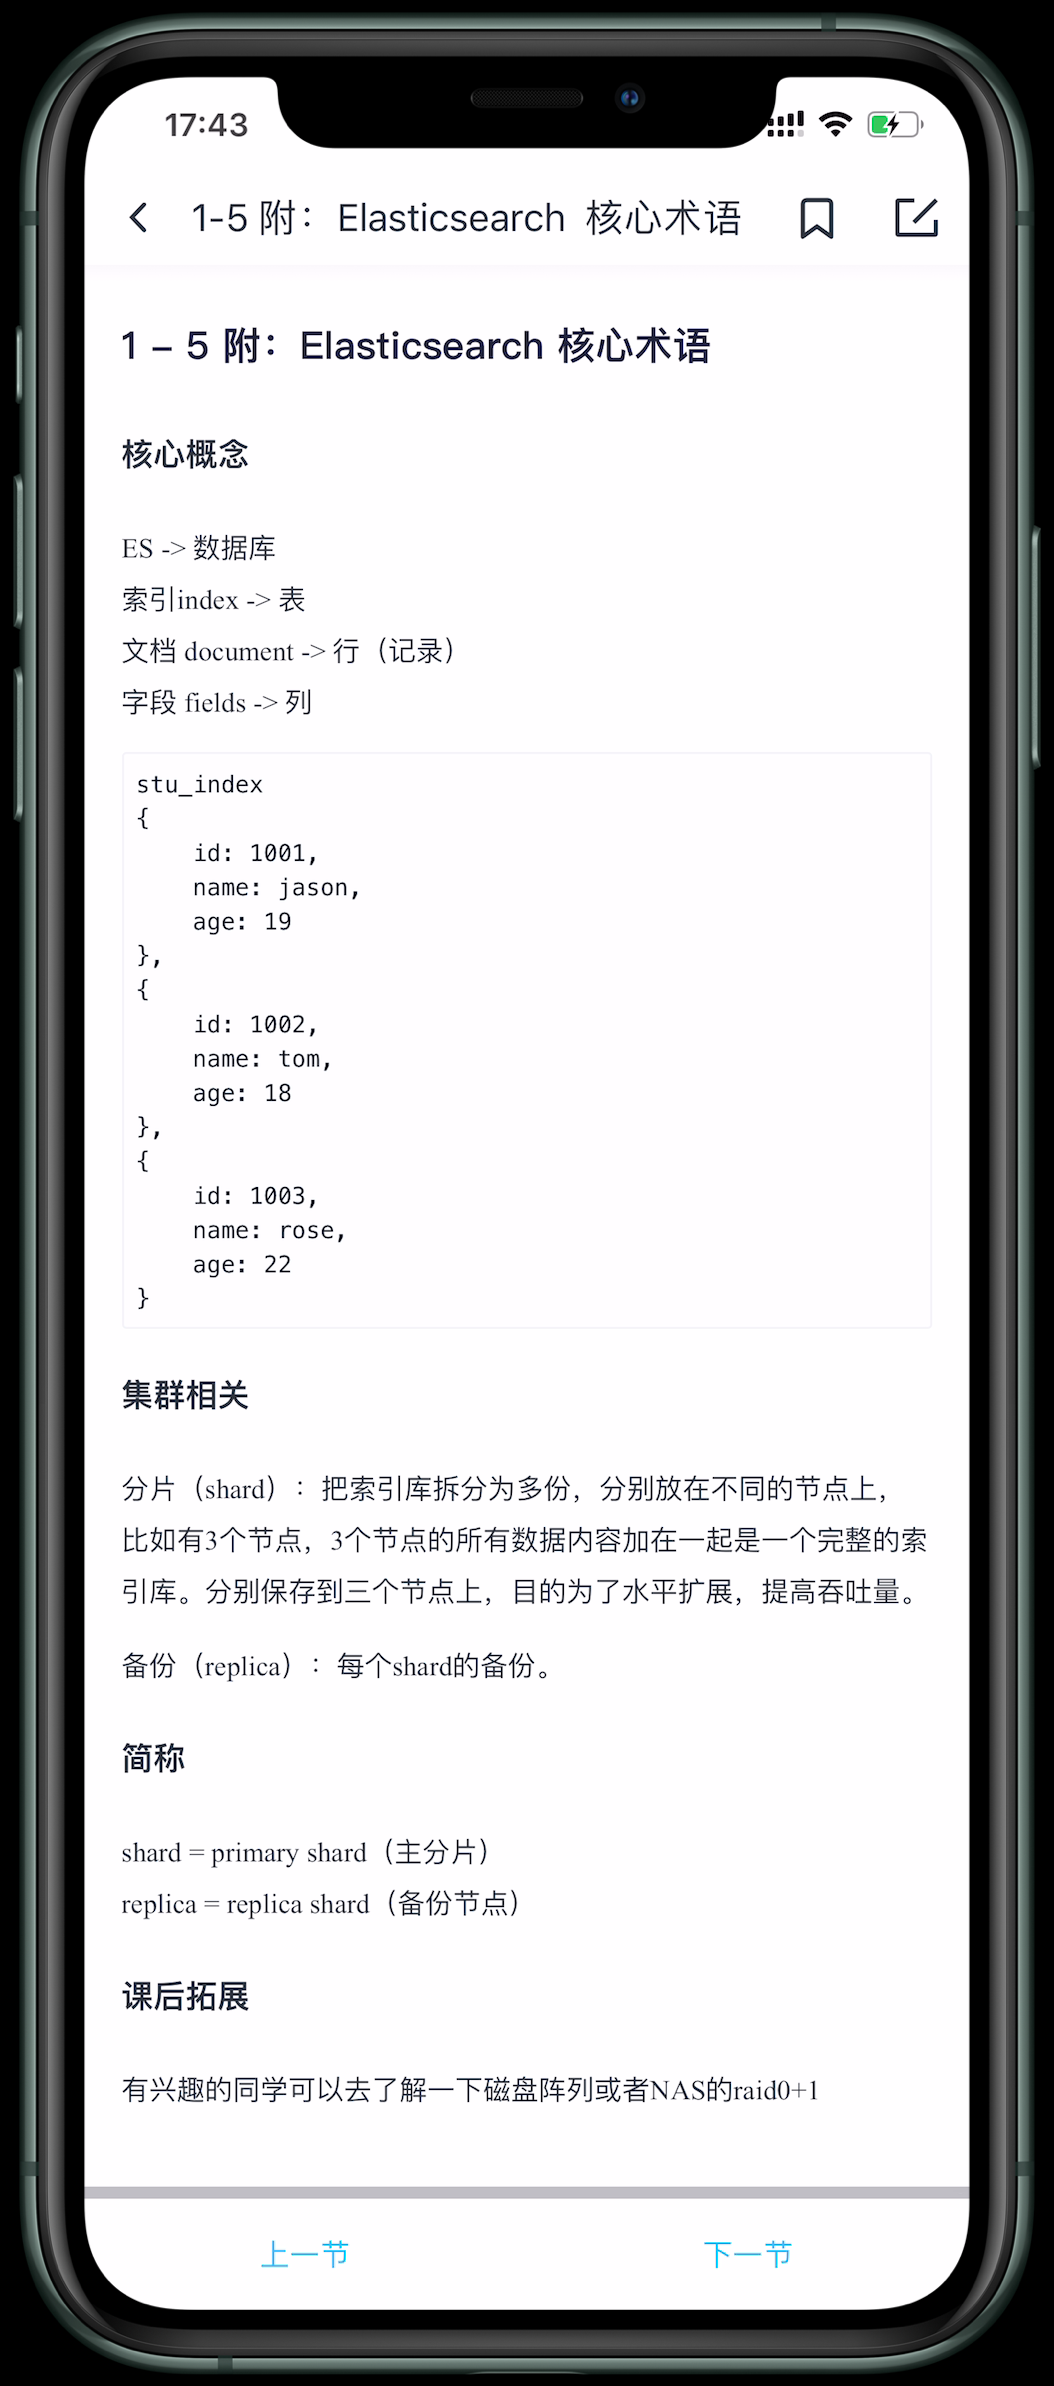 17:43
1-5 附：Elasticsearch 核心术语
1 – 5 附：Elasticsearch 核心术语
核心概念
ES -> 数据库
索引index -> 表
文档 document -> 行（记录）
字段 fields -> 列
stu_index
{
    id: 1001,
    name: jason,
    age: 19
},
{
    id: 1002,
    name: tom,
    age: 18
},
{
    id: 1003,
    name: rose,
    age: 22
}
集群相关
分片（shard）：把索引库拆分为多份，分别放在不同的节点上，
比如有3个节点，3个节点的所有数据内容加在一起是一个完整的索
引库。分别保存到三个节点上，目的为了水平扩展，提高吞吐量。
备份（replica）：每个shard的备份。
简称
shard = primary shard（主分片）
replica = replica shard（备份节点）
课后拓展
有兴趣的同学可以去了解一下磁盘阵列或者NAS的raid0+1
上一节 下一节